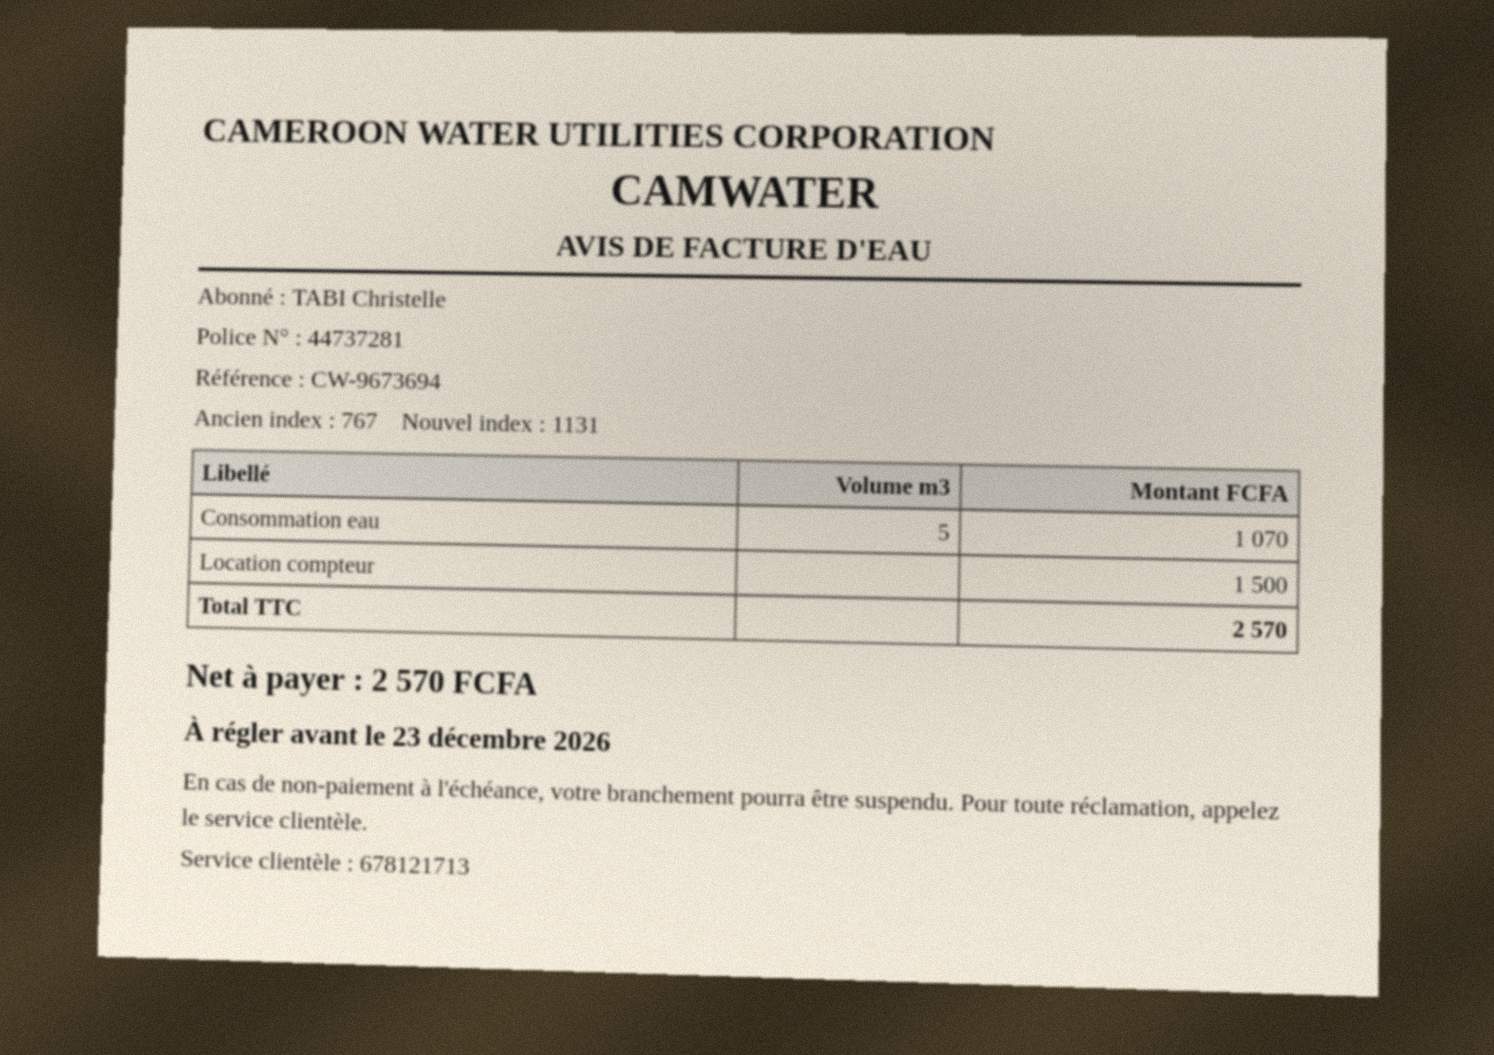 CAMEROON WATER UTILITIES CORPORATION
CAMWATER
AVIS DE FACTURE D'EAU
Abonné : TABI Christelle
Police N° : 44737281
Référence : CW-9673694
Ancien index : 767 Nouvel index : 1131
Libellé Volume m3 Montant FCFA
Consommation eau 5 1 070
Location compteur 1 500
Total TTC 2 570
Net à payer : 2 570 FCFA
À régler avant le 23 décembre 2026
En cas de non-paiement à l'échéance, votre branchement pourra être suspendu. Pour toute réclamation, appelez
le service clientèle.
Service clientèle : 678121713